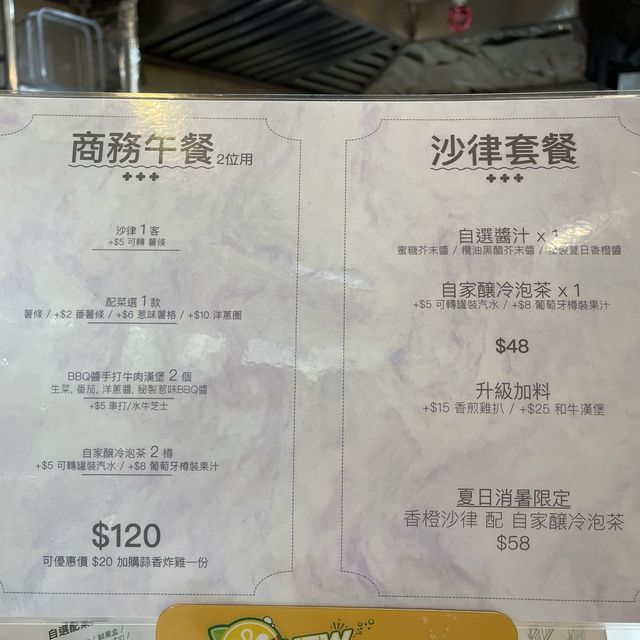 商務午餐 2位用
沙律 1 客
+$5 可轉 薯條
配菜選 1 款
薯條 / +$2 番薯條 / +$6 惹味薯格 / +$10 洋蔥圈
BBQ醬手打牛肉漢堡 2 個
生菜, 番茄, 洋蔥醬, 秘製惹味BBQ醬
+$5 車打/水牛芝士
自家釀冷泡茶 2 樽
+$5 可轉罐裝汽水 / +$8 葡萄牙樽裝果汁
$120
可優惠價 $20 加購蒜香炸雞一份
沙律套餐
自選醬汁 x 1
蜜糖芥末醬 / 欖油黑醋芥末醬 / 秘製夏日香橙醬
自家釀冷泡茶 x 1
+$5 可轉罐裝汽水 / +$8 葡萄牙樽裝果汁
$48
升級加料
+$15 香煎雞扒 / +$25 和牛漢堡
夏日消暑限定
香橙沙律 配 自家釀冷泡茶
$58
自選配菜